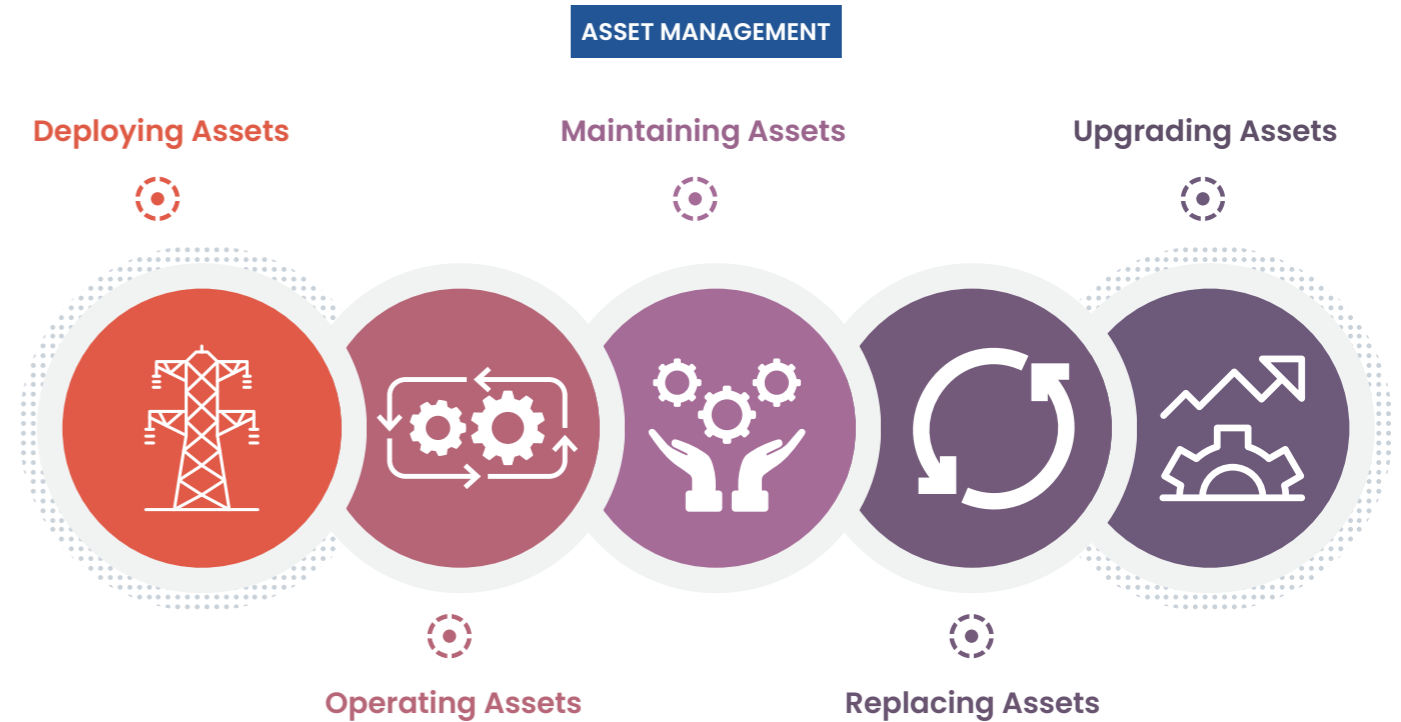 ASSET MANAGEMENT
Deploying Assets
Maintaining Assets
Upgrading Assets
Operating Assets
Replacing Assets